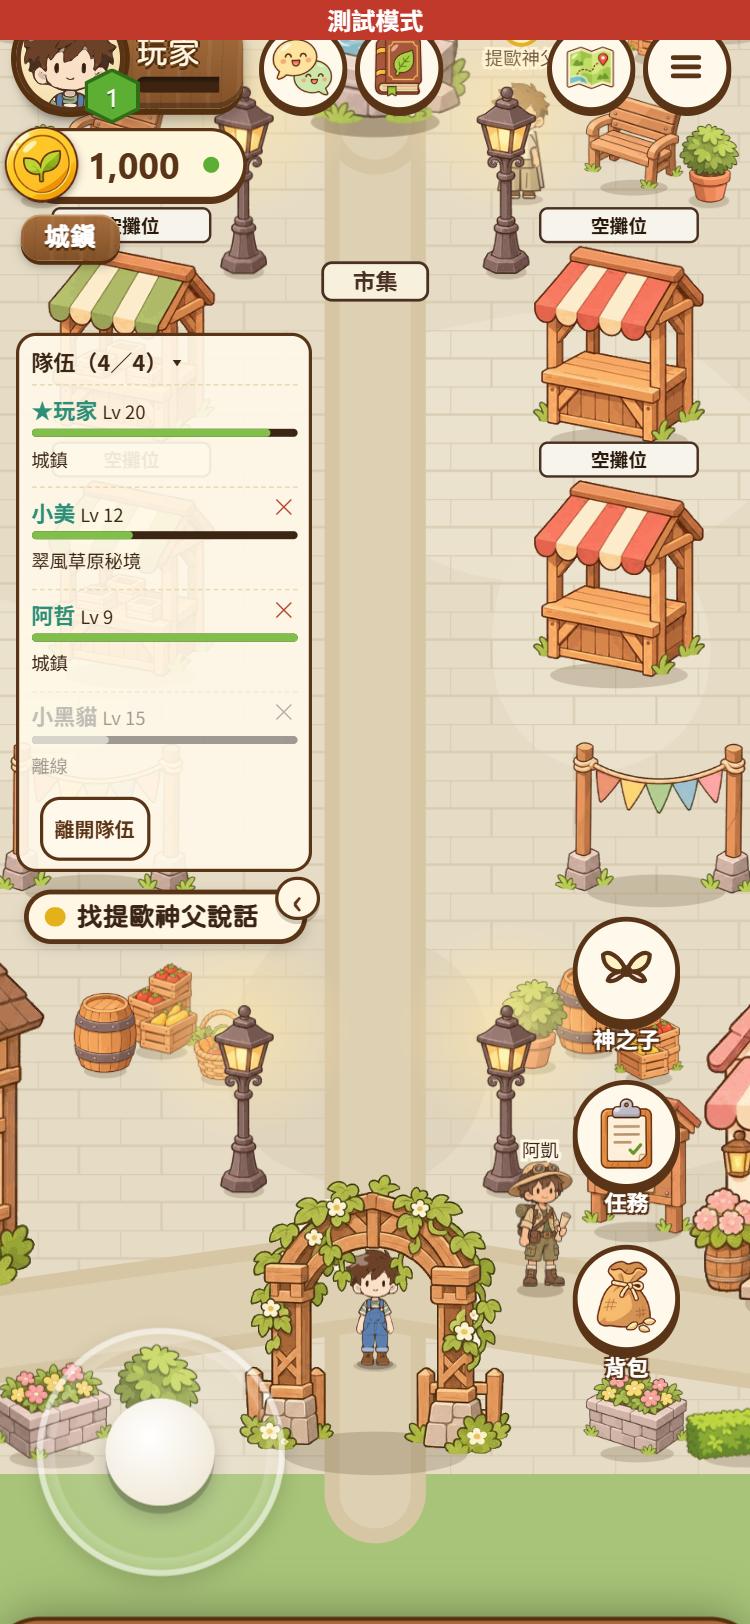 測試模式
玩家
1
提歐神父
1,000
空攤位
城鎮
空攤位
市集
隊伍（4／4）
★玩家 Lv 20
城鎮
空攤位
空攤位
小美 Lv 12
翠風草原秘境
阿哲 Lv 9
城鎮
小黑貓 Lv 15
離線
離開隊伍
找提歐神父說話
神之子
阿凱
任務
背包